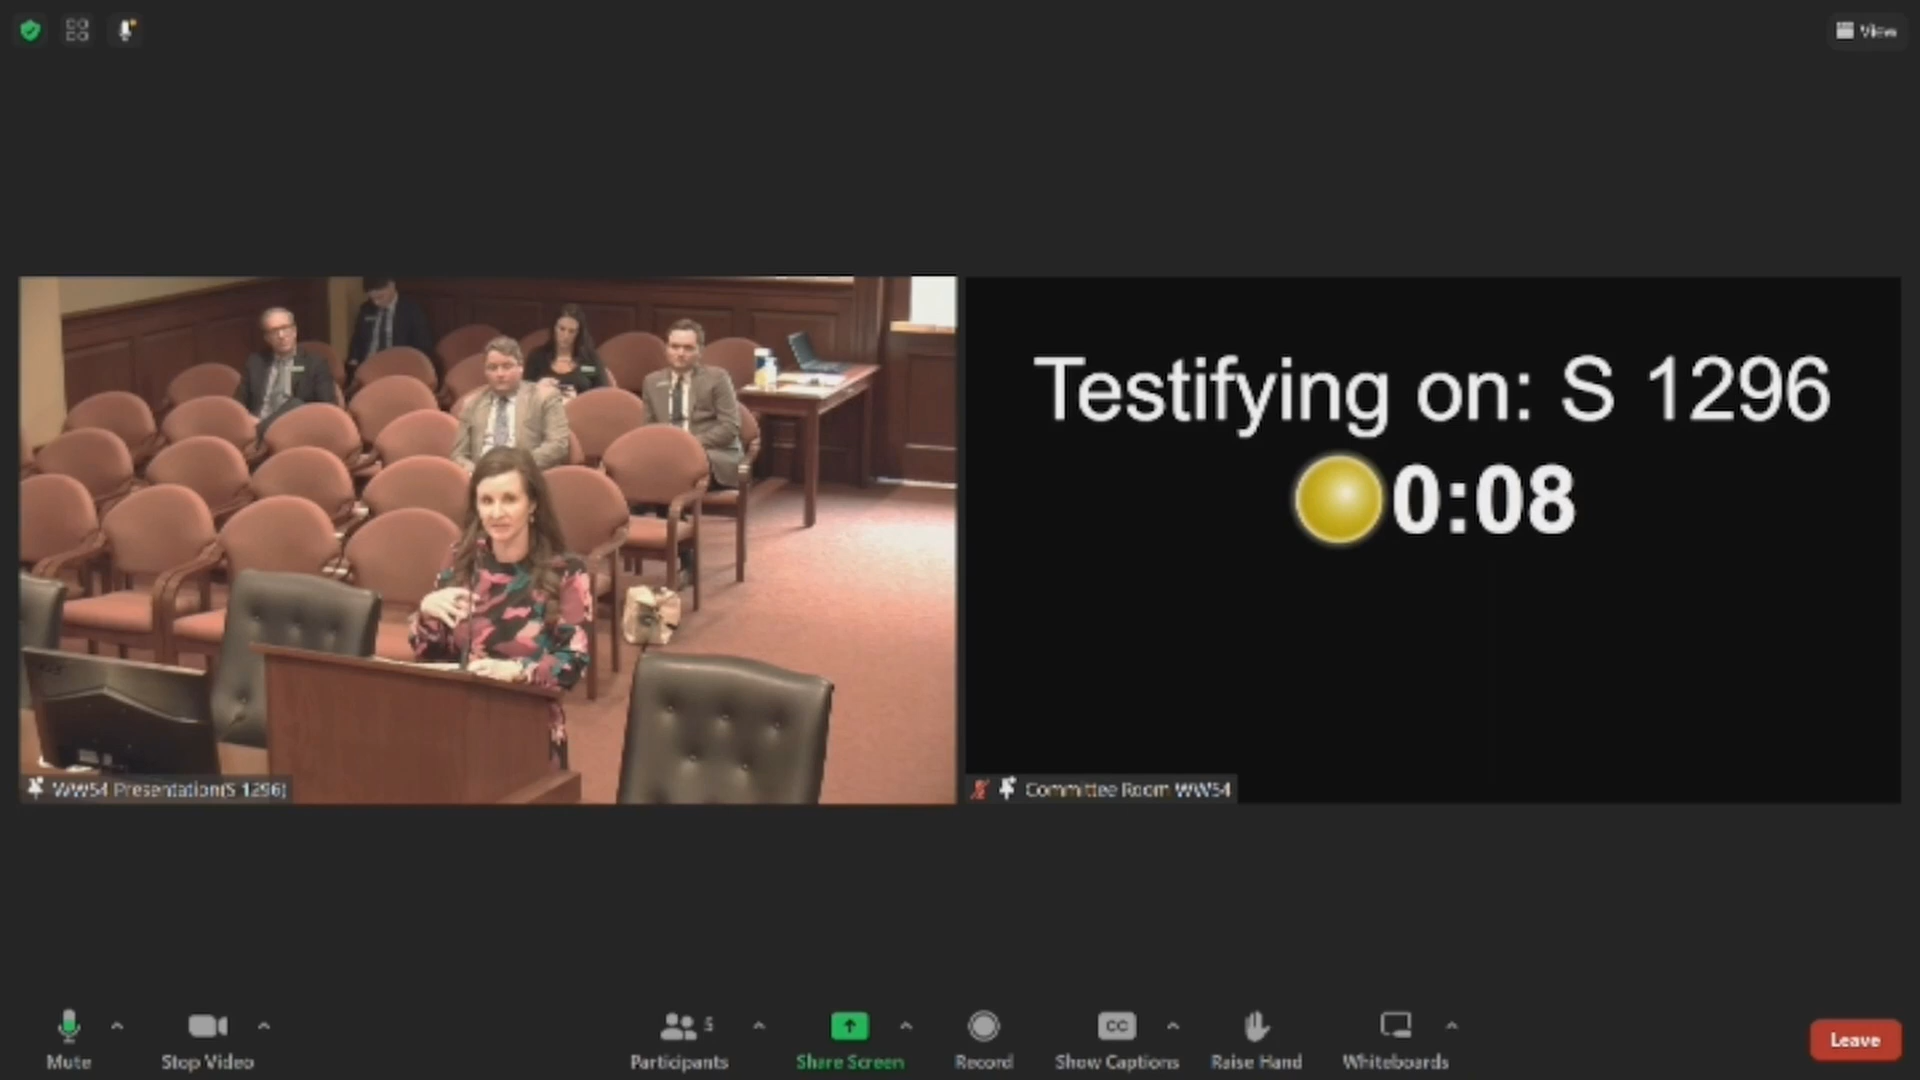 View
Testifying on: S 1296
0:08
WW54 Presentation(S 1296)
Committee Room WW54
Mute
Stop Video
Participants
5
Share Screen
Record
CC
Show Captions
Raise Hand
Whiteboards
Leave